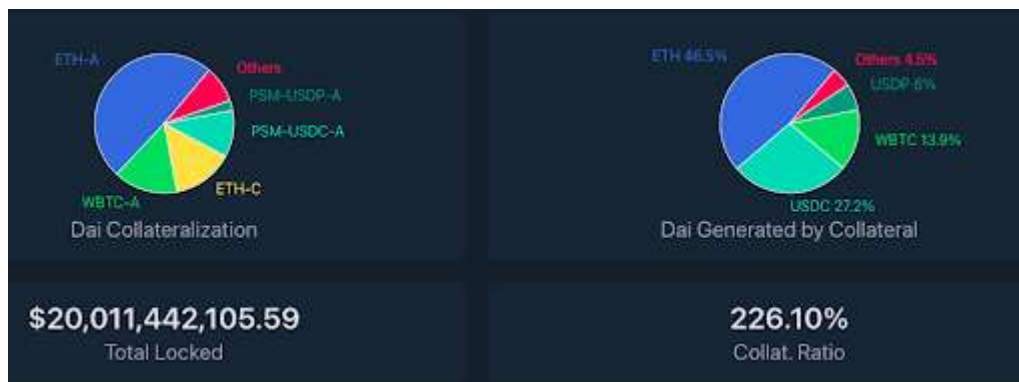 ETH-A
Others
PSM-USDP-A
PSM-USDC-A
ETH-C
WBTC-A
Dai Collateralization
ETH 46.5%
Others 4.5%
USDP 6%
WBTC 13.9%
USDC 27.2%
Dai Generated by Collateral
$20,011,442,105.59
Total Locked
226.10%
Collat. Ratio